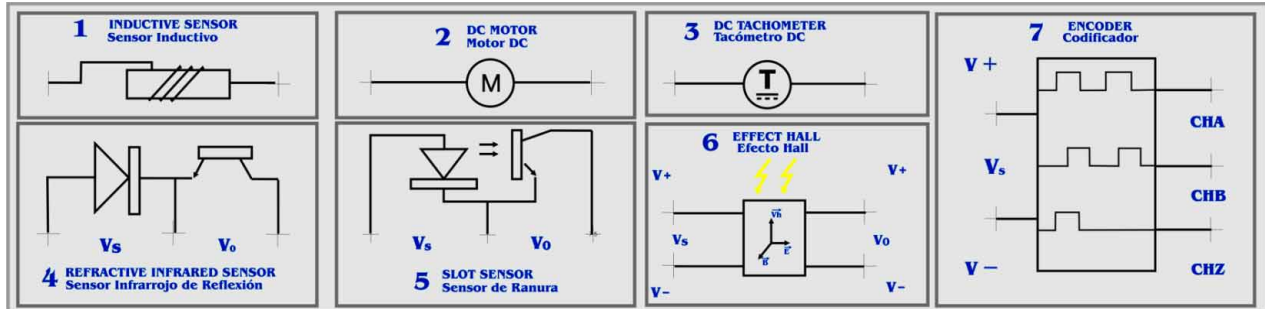 1 INDUCTIVE SENSOR
Sensor Inductivo
2 DC MOTOR
Motor DC
M
3 DC TACHOMETER
Tacómetro DC
T
7 ENCODER
Codificador
V +
CHA
Vs
CHB
V –
CHZ
Vs
Vo
4 REFRACTIVE INFRARED SENSOR
Sensor Infrarrojo de Reflexión
Vs
Vo
5 SLOT SENSOR
Sensor de Ranura
6 EFFECT HALL
Efecto Hall
V+
V+
Vh
Vs
Vo
E
B
V–
V–